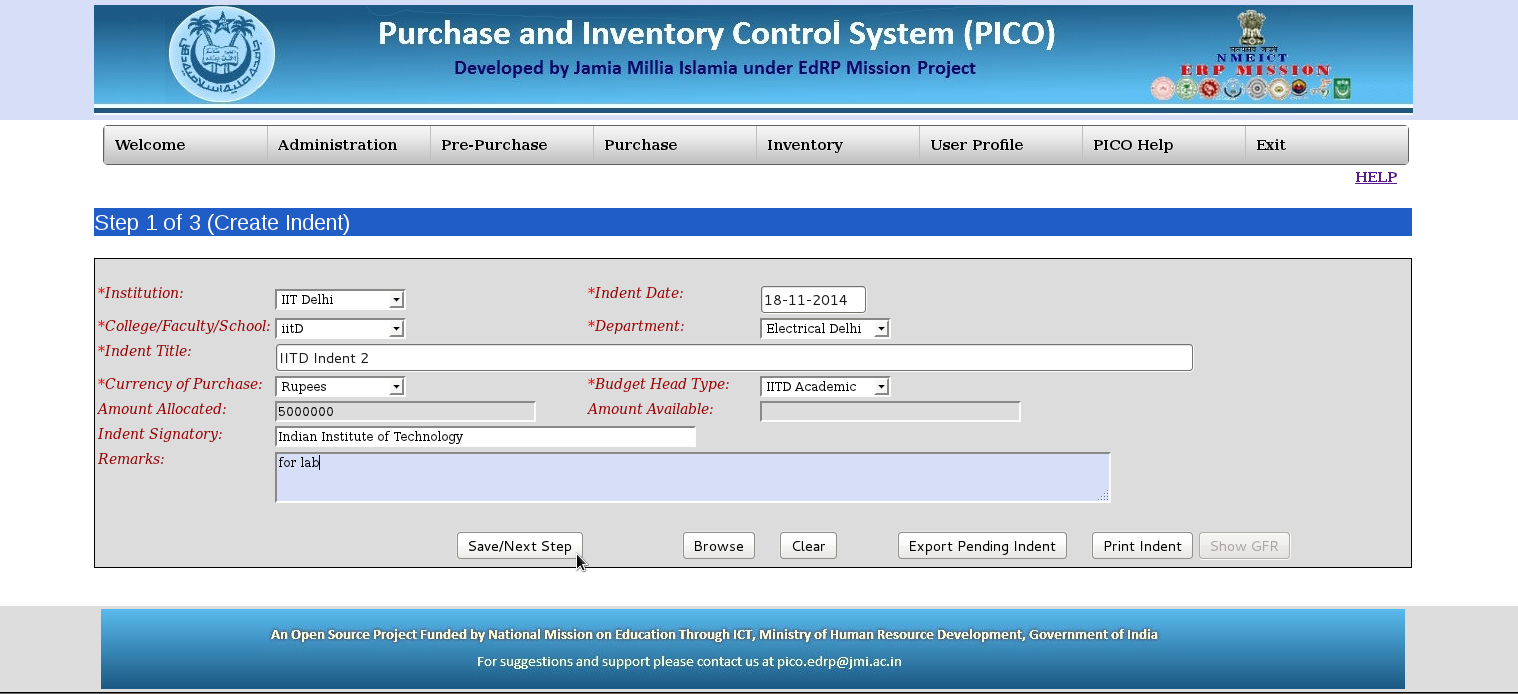 Purchase and Inventory Control System (PICO)
Developed by Jamia Millia Islamia under EdRP Mission Project
NMEICT
ERP MISSION
Welcome Administration Pre-Purchase Purchase Inventory User Profile PICO Help Exit
HELP
Step 1 of 3 (Create Indent)
*Institution: IIT Delhi *Indent Date: 18-11-2014
*College/Faculty/School: iitD *Department: Electrical Delhi
*Indent Title: IITD Indent 2
*Currency of Purchase: Rupees *Budget Head Type: IITD Academic
Amount Allocated: 5000000 Amount Available:
Indent Signatory: Indian Institute of Technology
Remarks: for lab
Save/Next Step Browse Clear Export Pending Indent Print Indent Show GFR
An Open Source Project Funded by National Mission on Education Through ICT, Ministry of Human Resource Development, Government of India
For suggestions and support please contact us at pico.edrp@jmi.ac.in